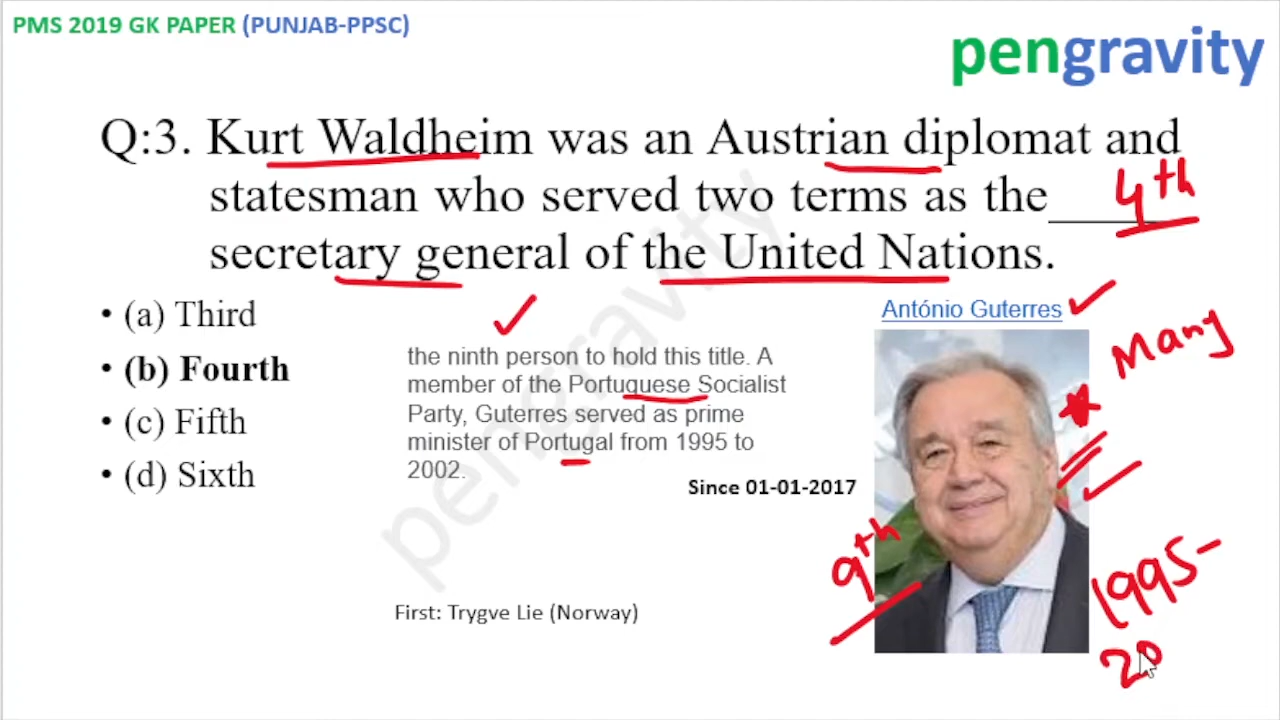 PMS 2019 GK PAPER (PUNJAB-PPSC)
pengravity
Q:3. Kurt Waldheim was an Austrian diplomat and
statesman who served two terms as the______ 4th
secretary general of the United Nations.
• (a) Third
• (b) Fourth
• (c) Fifth
• (d) Sixth
the ninth person to hold this title. A
member of the Portuguese Socialist
Party, Guterres served as prime
minister of Portugal from 1995 to
2002.
Since 01-01-2017
António Guterres
Many
9th
1995-
20
First: Trygve Lie (Norway)
pengravity